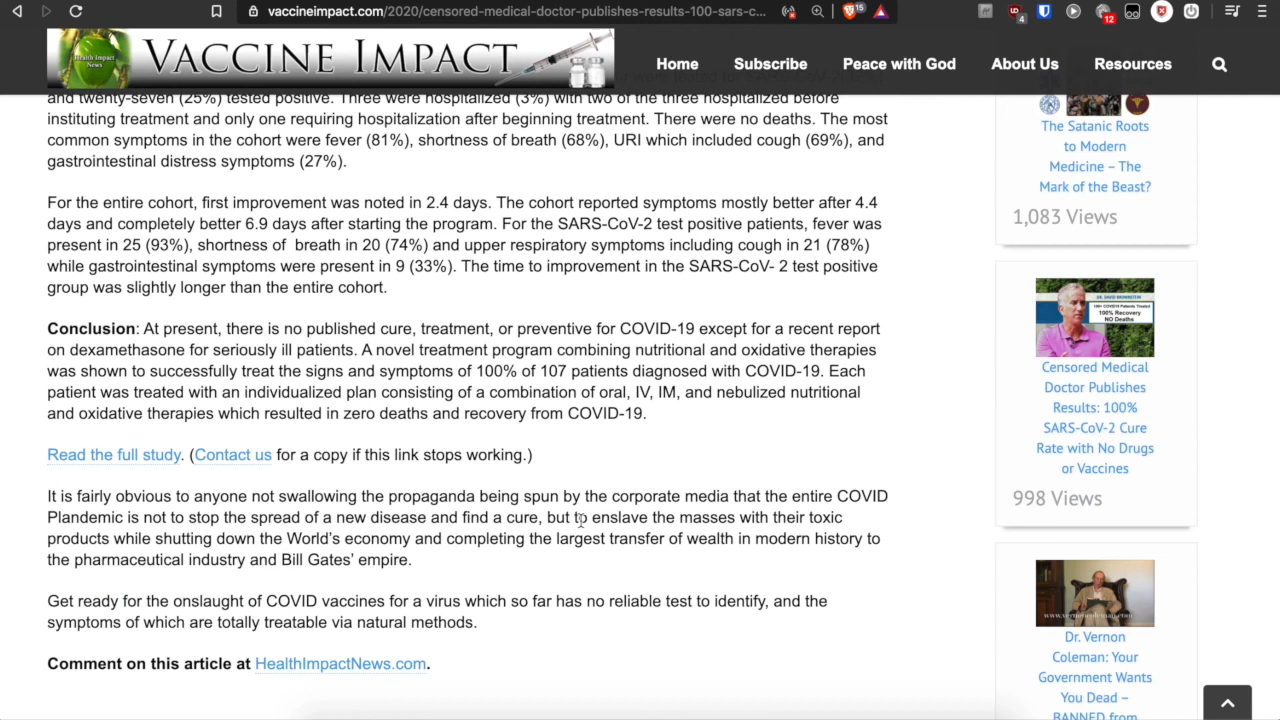 vaccineimpact.com/2020/censored-medical-doctor-publishes-results-100-sars-c...
15
4
12
Health Impact
News
VACCINE IMPACT
Home
Subscribe
Peace with God
About Us
Resources
and twenty-seven (25%) tested positive. Three were hospitalized (3%) with two of the three hospitalized before
instituting treatment and only one requiring hospitalization after beginning treatment. There were no deaths. The most
common symptoms in the cohort were fever (81%), shortness of breath (68%), URI which included cough (69%), and
gastrointestinal distress symptoms (27%).
For the entire cohort, first improvement was noted in 2.4 days. The cohort reported symptoms mostly better after 4.4
days and completely better 6.9 days after starting the program. For the SARS-CoV-2 test positive patients, fever was
present in 25 (93%), shortness of breath in 20 (74%) and upper respiratory symptoms including cough in 21 (78%)
while gastrointestinal symptoms were present in 9 (33%). The time to improvement in the SARS-CoV- 2 test positive
group was slightly longer than the entire cohort.
Conclusion: At present, there is no published cure, treatment, or preventive for COVID-19 except for a recent report
on dexamethasone for seriously ill patients. A novel treatment program combining nutritional and oxidative therapies
was shown to successfully treat the signs and symptoms of 100% of 107 patients diagnosed with COVID-19. Each
patient was treated with an individualized plan consisting of a combination of oral, IV, IM, and nebulized nutritional
and oxidative therapies which resulted in zero deaths and recovery from COVID-19.
Read the full study. (Contact us for a copy if this link stops working.)
It is fairly obvious to anyone not swallowing the propaganda being spun by the corporate media that the entire COVID
Plandemic is not to stop the spread of a new disease and find a cure, but to enslave the masses with their toxic
products while shutting down the World's economy and completing the largest transfer of wealth in modern history to
the pharmaceutical industry and Bill Gates' empire.
Get ready for the onslaught of COVID vaccines for a virus which so far has no reliable test to identify, and the
symptoms of which are totally treatable via natural methods.
Comment on this article at HealthImpactNews.com.
The Satanic Roots
to Modern
Medicine – The
Mark of the Beast?
1,083 Views
DR. DAVID BROWNSTEIN
100+ COVID19 Patients Treated
100% Recovery
NO Deaths
Censored Medical
Doctor Publishes
Results: 100%
SARS-CoV-2 Cure
Rate with No Drugs
or Vaccines
998 Views
Dr. Vernon
Coleman: Your
Government Wants
You Dead –
BANNED from